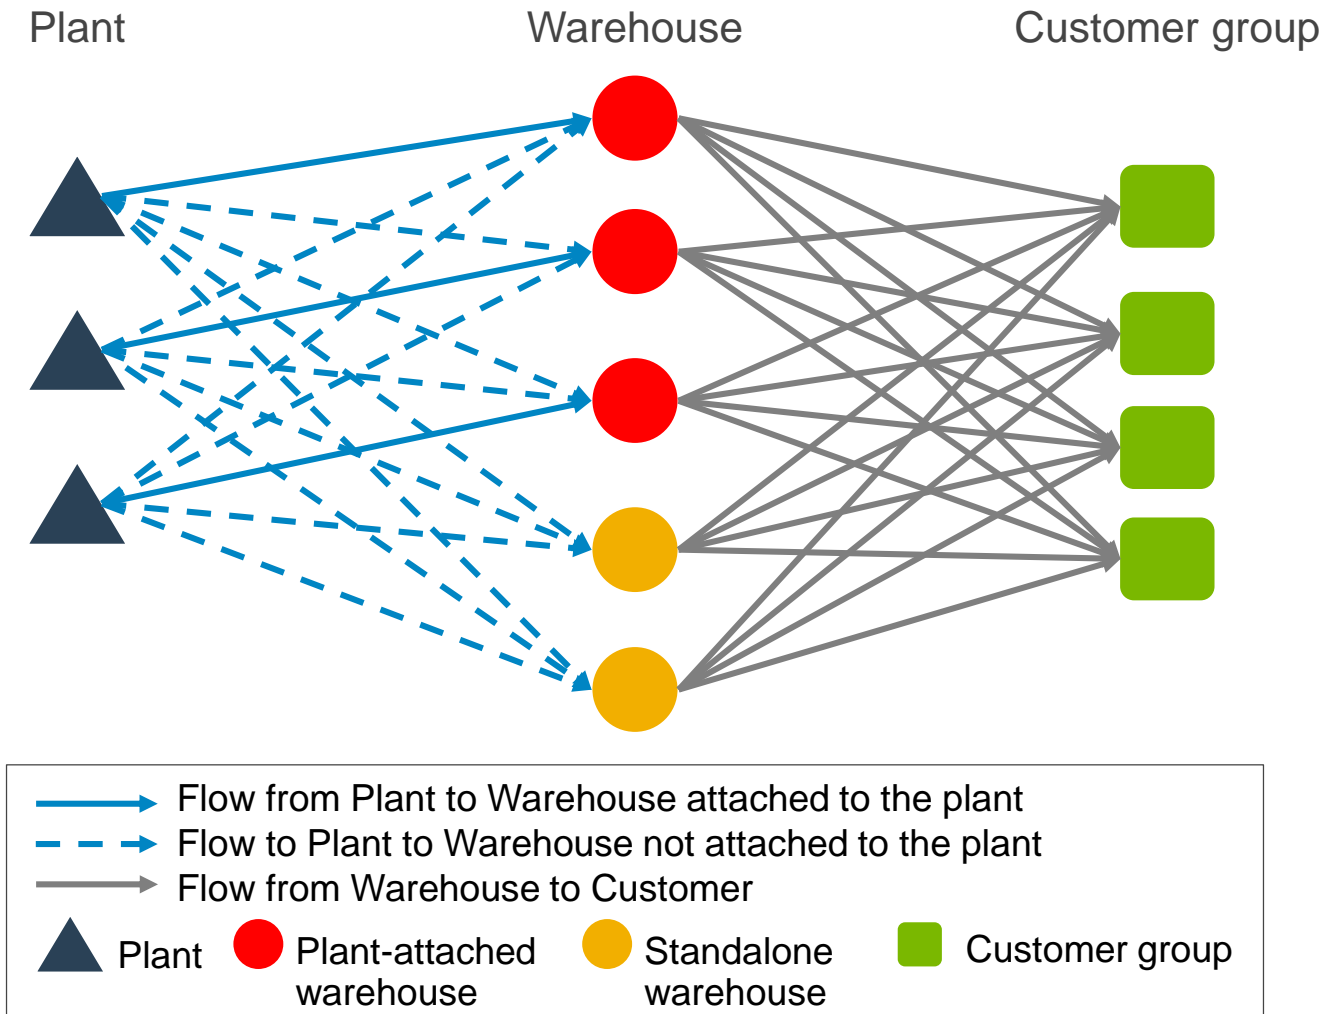 Plant
Warehouse
Customer group
Flow from Plant to Warehouse attached to the plant
Flow to Plant to Warehouse not attached to the plant
Flow from Warehouse to Customer
Plant
Plant-attached
warehouse
Standalone
warehouse
Customer group